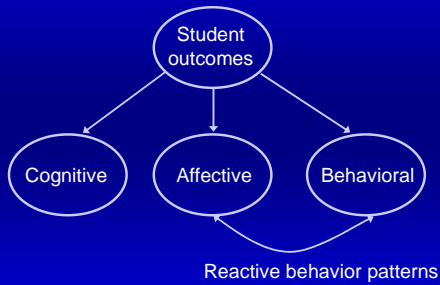 Student
outcomes
Cognitive
Affective
Behavioral
Reactive behavior patterns